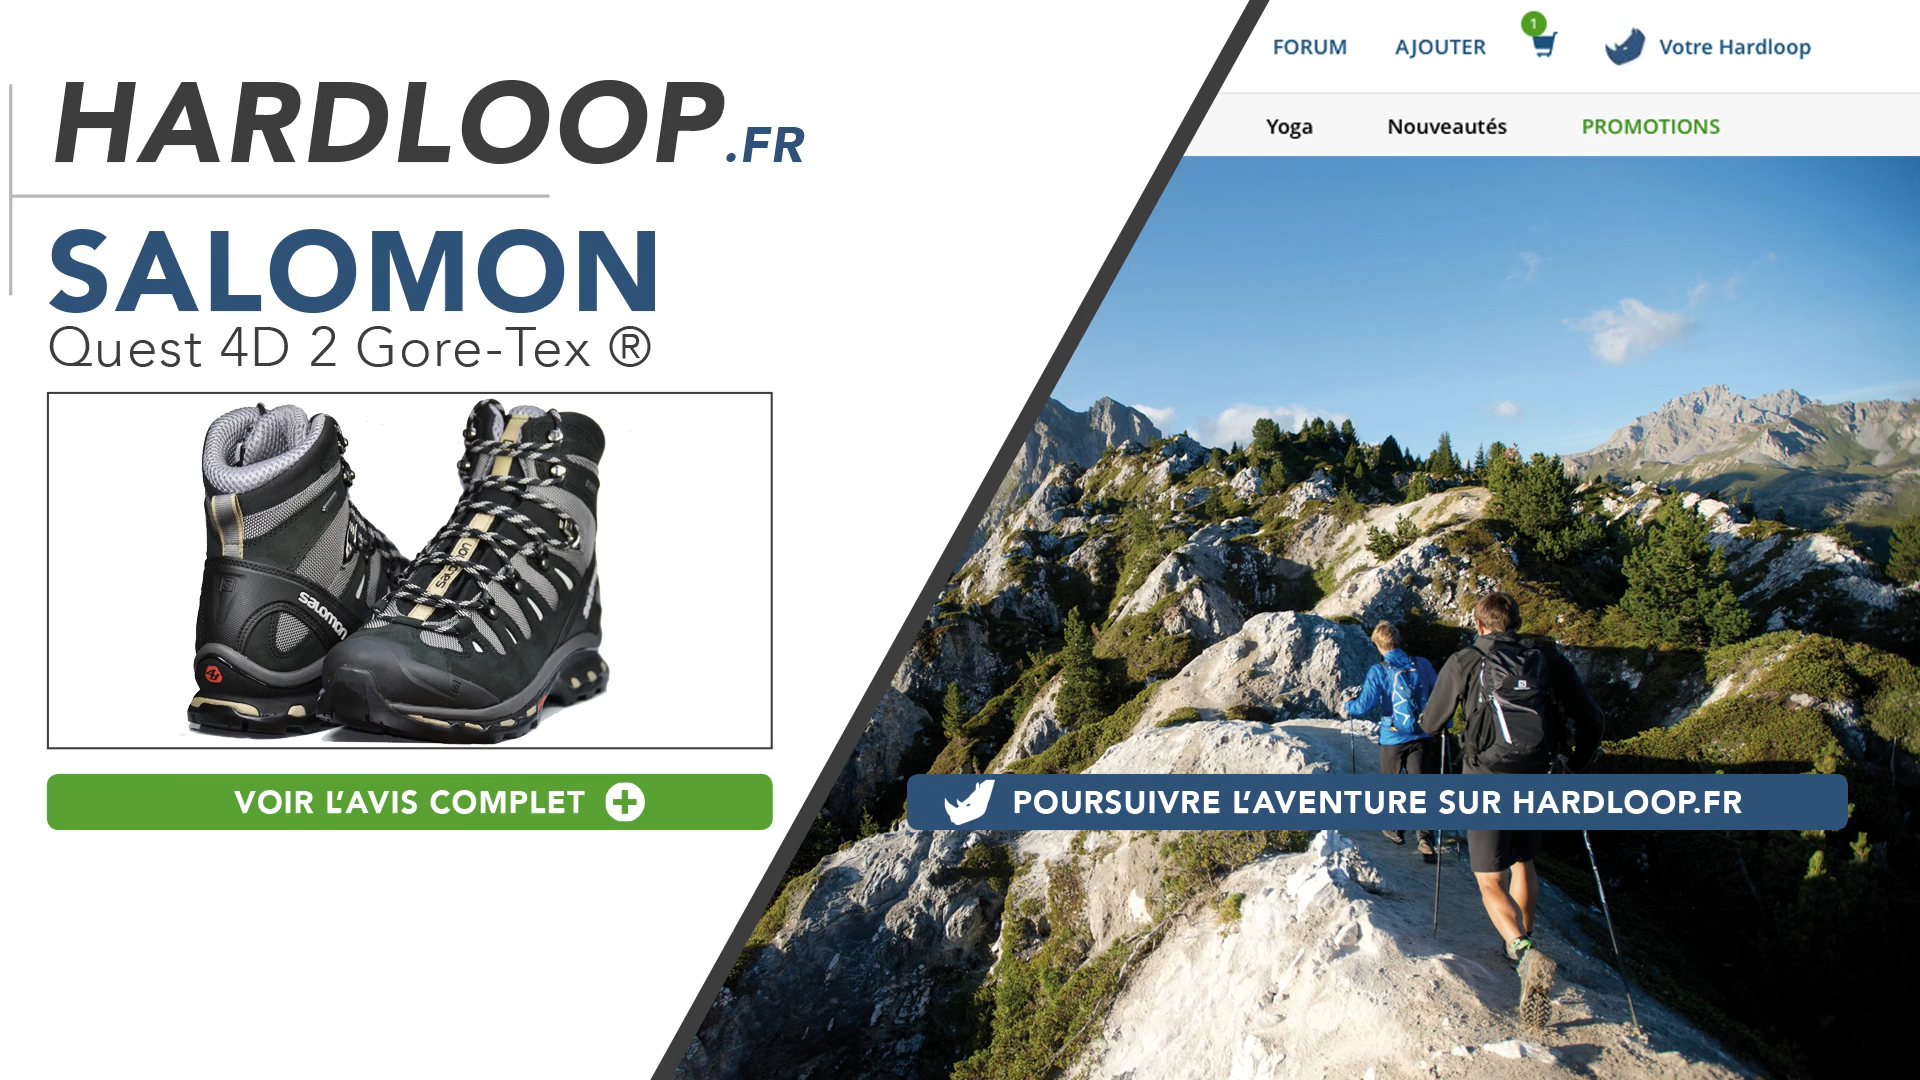 HARDLOOP.FR
SALOMON
Quest 4D 2 Gore-Tex ®
salomon
VOIR L'AVIS COMPLET
FORUM AJOUTER 1 Votre Hardloop
Yoga Nouveautés PROMOTIONS
POURSUIVRE L'AVENTURE SUR HARDLOOP.FR